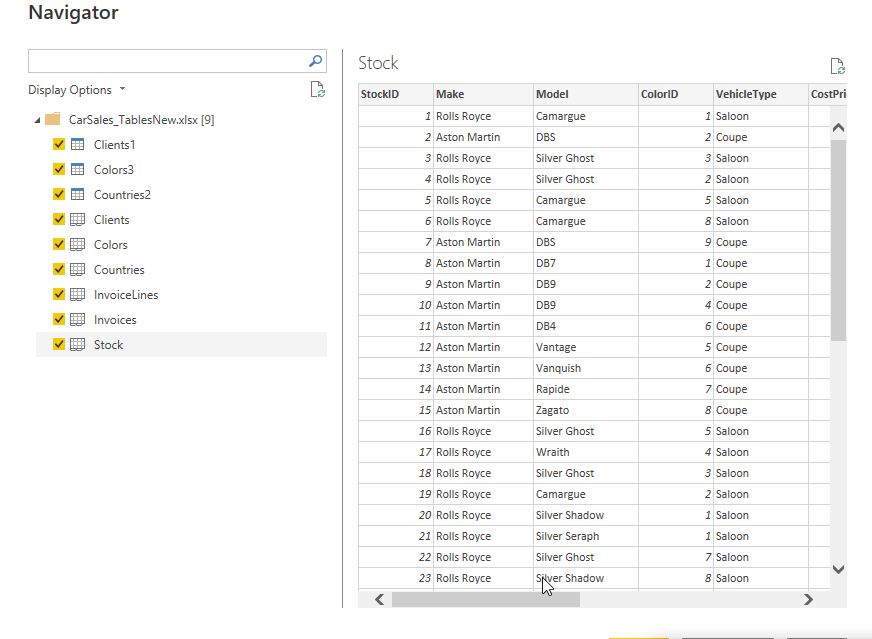 Navigator
Display Options
CarSales_TablesNew.xlsx [9]
Clients1
Colors3
Countries2
Clients
Colors
Countries
InvoiceLines
Invoices
Stock
Stock
StockID Make Model ColorID VehicleType CostPri
1 Rolls Royce Camargue 1 Saloon
2 Aston Martin DBS 2 Coupe
3 Rolls Royce Silver Ghost 3 Saloon
4 Rolls Royce Silver Ghost 2 Saloon
5 Rolls Royce Camargue 5 Saloon
6 Rolls Royce Camargue 8 Saloon
7 Aston Martin DBS 9 Coupe
8 Aston Martin DB7 1 Coupe
9 Aston Martin DB9 2 Coupe
10 Aston Martin DB9 4 Coupe
11 Aston Martin DB4 6 Coupe
12 Aston Martin Vantage 5 Coupe
13 Aston Martin Vanquish 6 Coupe
14 Aston Martin Rapide 7 Coupe
15 Aston Martin Zagato 8 Coupe
16 Rolls Royce Silver Ghost 5 Saloon
17 Rolls Royce Wraith 4 Saloon
18 Rolls Royce Silver Ghost 3 Saloon
19 Rolls Royce Camargue 2 Saloon
20 Rolls Royce Silver Shadow 1 Saloon
21 Rolls Royce Silver Seraph 1 Saloon
22 Rolls Royce Silver Ghost 7 Saloon
23 Rolls Royce Silver Shadow 8 Saloon